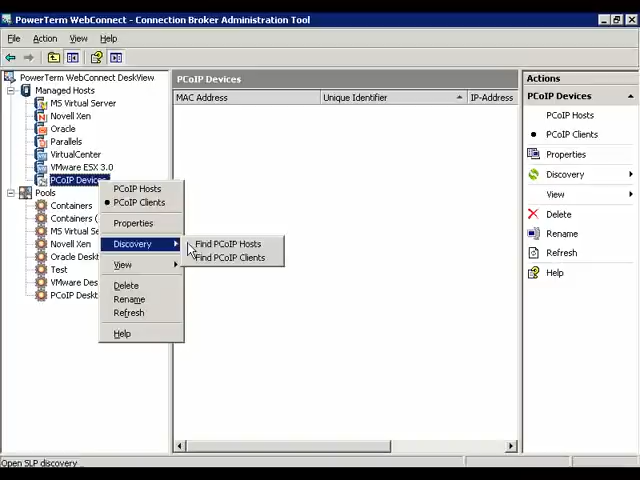 PowerTerm WebConnect - Connection Broker Administration Tool
File Action View Help
PowerTerm WebConnect DeskView
Managed Hosts
MS Virtual Server
Novell Xen
Oracle
Parallels
VirtualCenter
VMware ESX 3.0
PCoIP Devices
Pools
Containers
Containers (
MS Virtual Se
Novell Xen
Oracle Deskt
Test
VMware Des
PCoIP Deskt
PCoIP Hosts
PCoIP Clients
Properties
Discovery
View
Delete
Rename
Refresh
Help
Find PCoIP Hosts
Find PCoIP Clients
PCoIP Devices
MAC Address Unique Identifier IP-Address
Actions
PCoIP Devices
PCoIP Hosts
PCoIP Clients
Properties
Discovery
View
Delete
Rename
Refresh
Help
Open SLP discovery